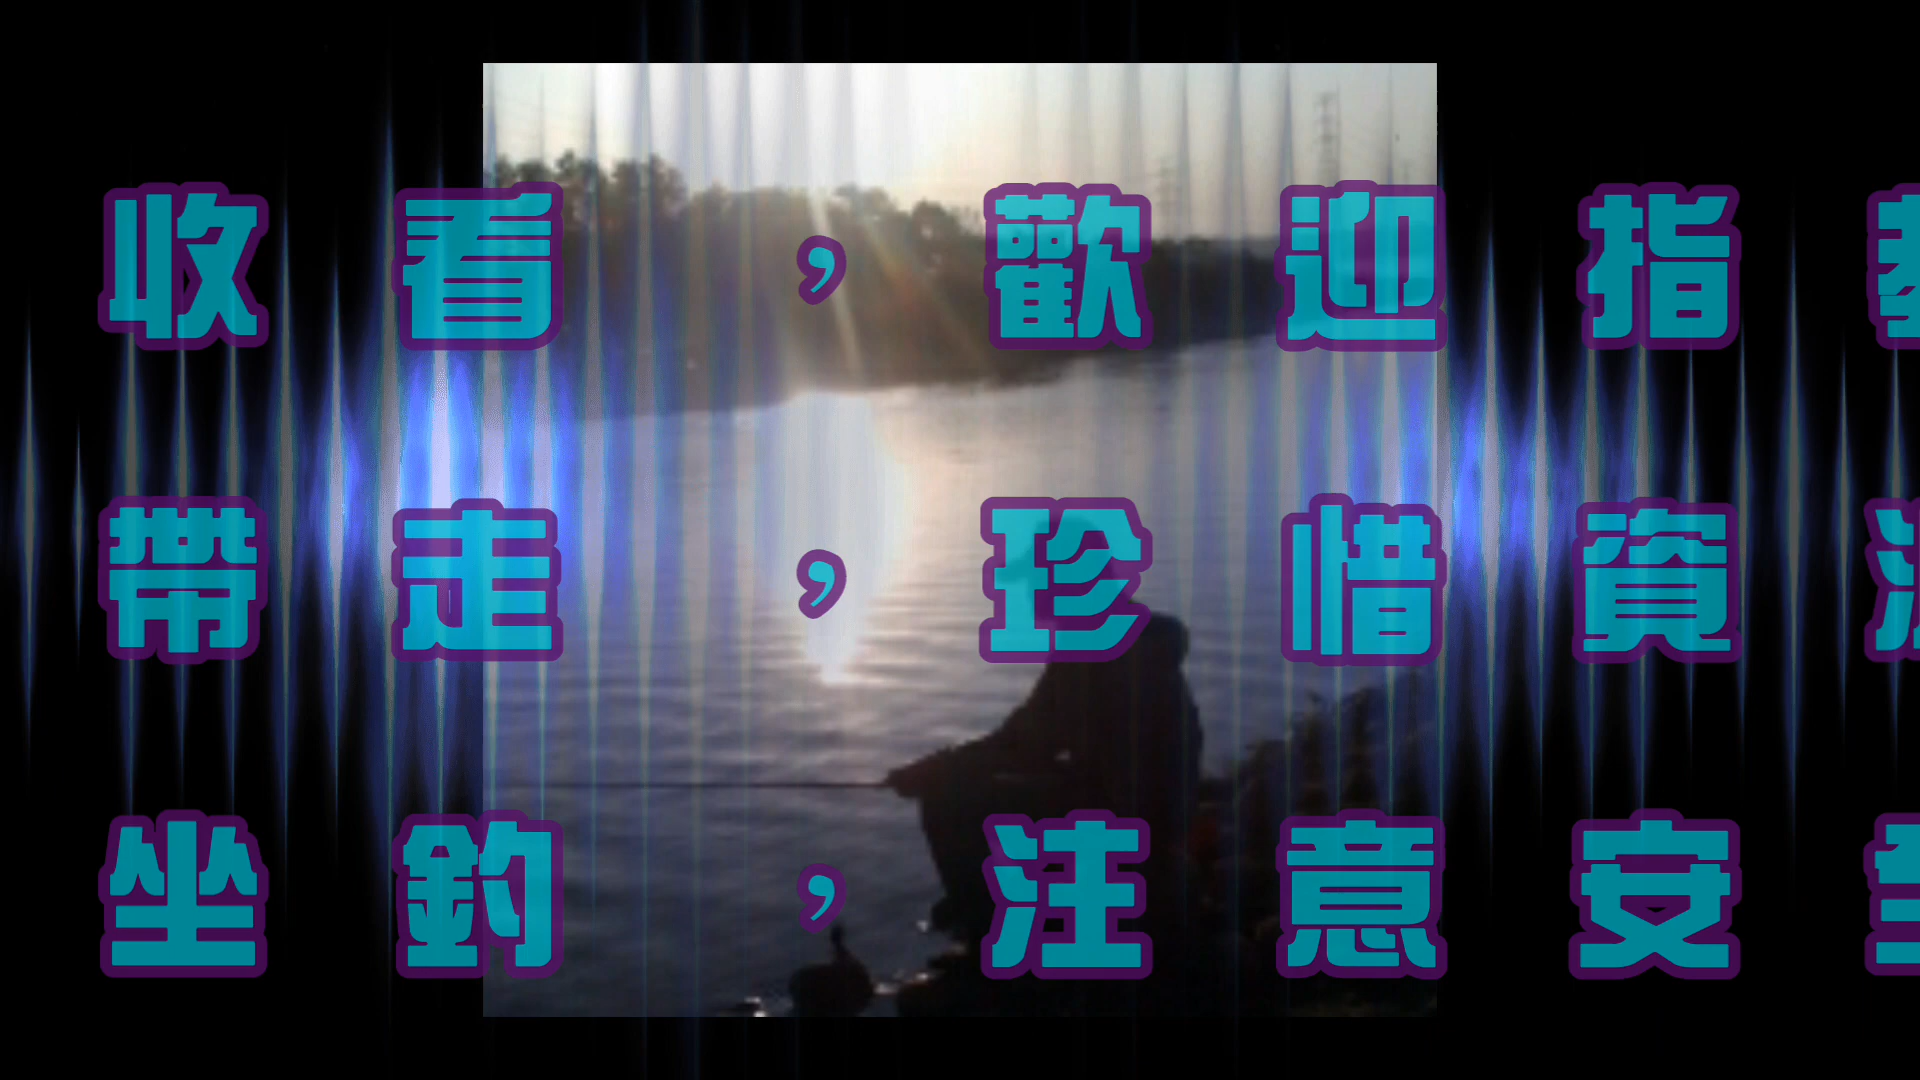 收看，歡迎指
帶走，珍惜資
坐釣，注意安